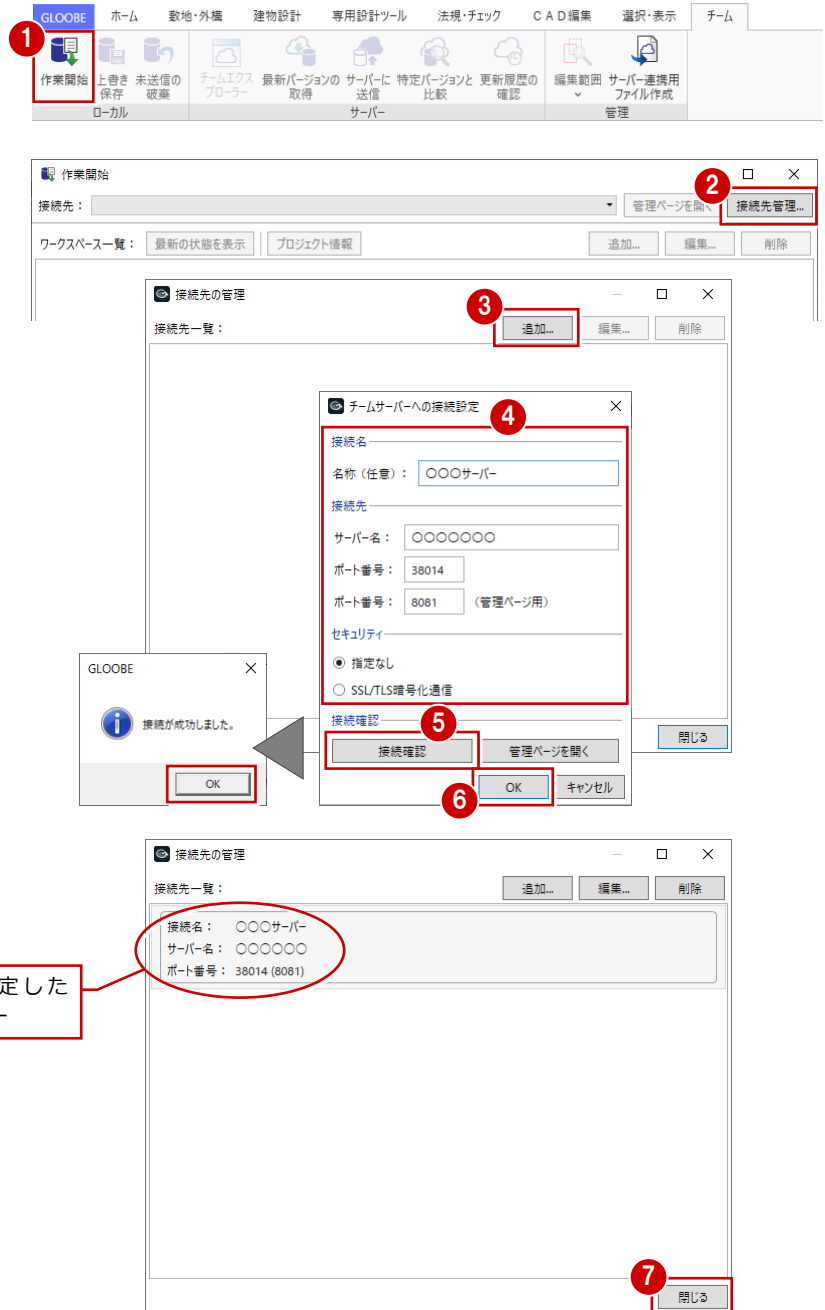 GLOOBE ホーム 敷地・外構 建物設計 専用設計ツール 法規・チェック CAD編集 選択・表示 チーム
1
作業開始 上書き保存 未送信の破棄 チームエクスプローラー 最新バージョンの取得 サーバーに送信 特定バージョンと比較 更新履歴の確認 編集範囲 サーバー連携用ファイル作成
ローカル サーバー 管理
作業開始
2
接続先： 管理ページを開く 接続先管理...
ワークスペース一覧： 最新の状態を表示 プロジェクト情報 追加... 編集... 削除
接続先の管理
3
接続先一覧： 追加... 編集... 削除
チームサーバーへの接続設定
4
接続名
名称（任意）： 〇〇〇サーバー
接続先
サーバー名： 〇〇〇〇〇〇〇
ポート番号： 38014
ポート番号： 8081 （管理ページ用）
セキュリティ
指定なし
SSL/TLS暗号化通信
接続確認
5
接続確認 管理ページを開く
6
OK キャンセル
閉じる
GLOOBE
接続が成功しました。
OK
接続先の管理
接続先一覧： 追加... 編集... 削除
接続名： 〇〇〇サーバー
サーバー名： 〇〇〇〇〇〇
ポート番号： 38014 (8081)
定した
ー
7
閉じる